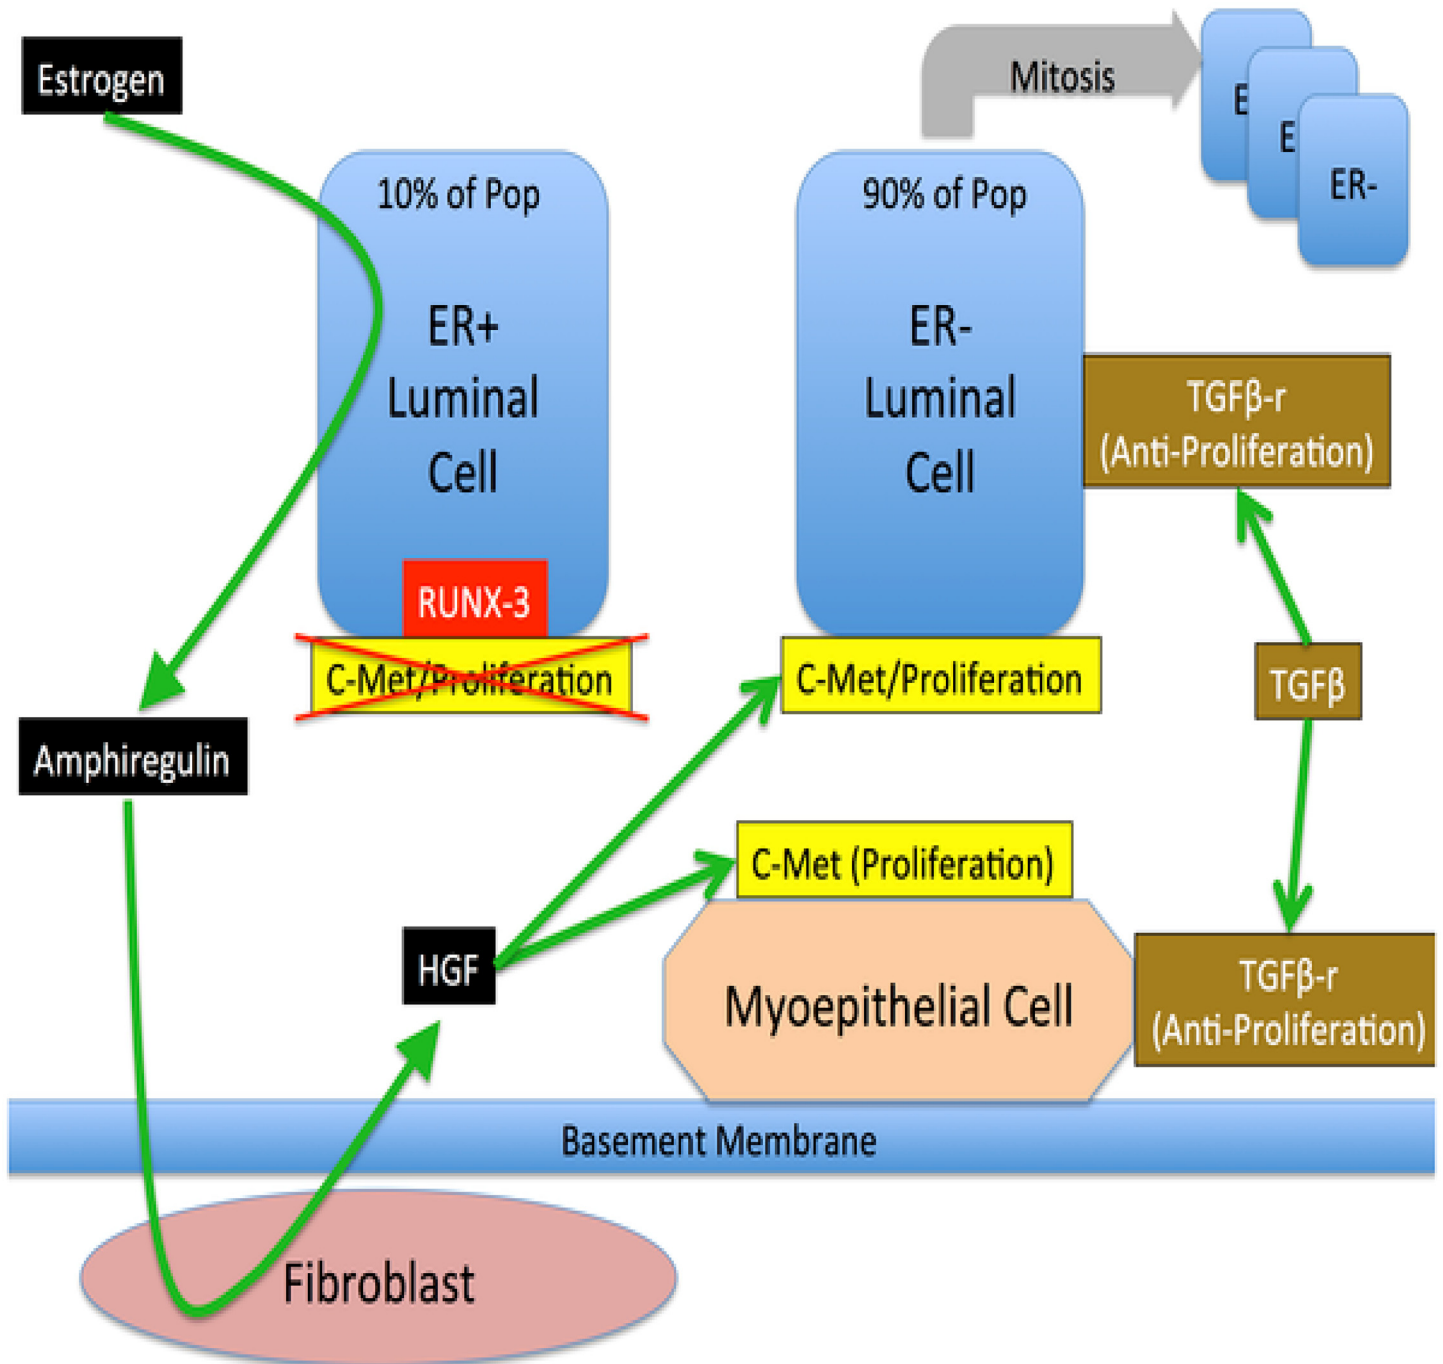 Estrogen
Mitosis
E
E
ER-
10% of Pop
ER+
Luminal
Cell
RUNX-3
C-Met/Proliferation
90% of Pop
ER-
Luminal
Cell
C-Met/Proliferation
TGFβ-r
(Anti-Proliferation)
TGFβ
Amphiregulin
C-Met (Proliferation)
HGF
Myoepithelial Cell
TGFβ-r
(Anti-Proliferation)
Basement Membrane
Fibroblast